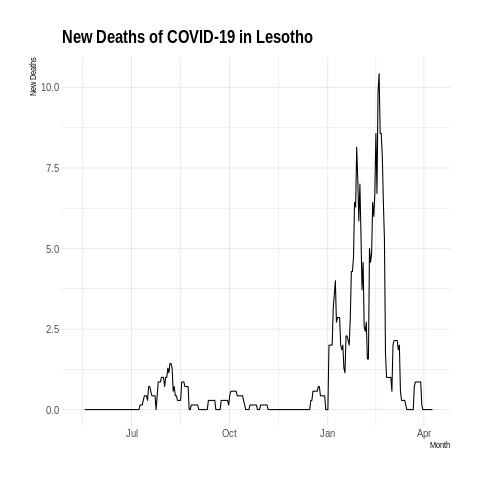 New Deaths of COVID-19 in Lesotho
New Deaths
10.0
7.5
5.0
2.5
0.0
Jul
Oct
Jan
Apr
Month